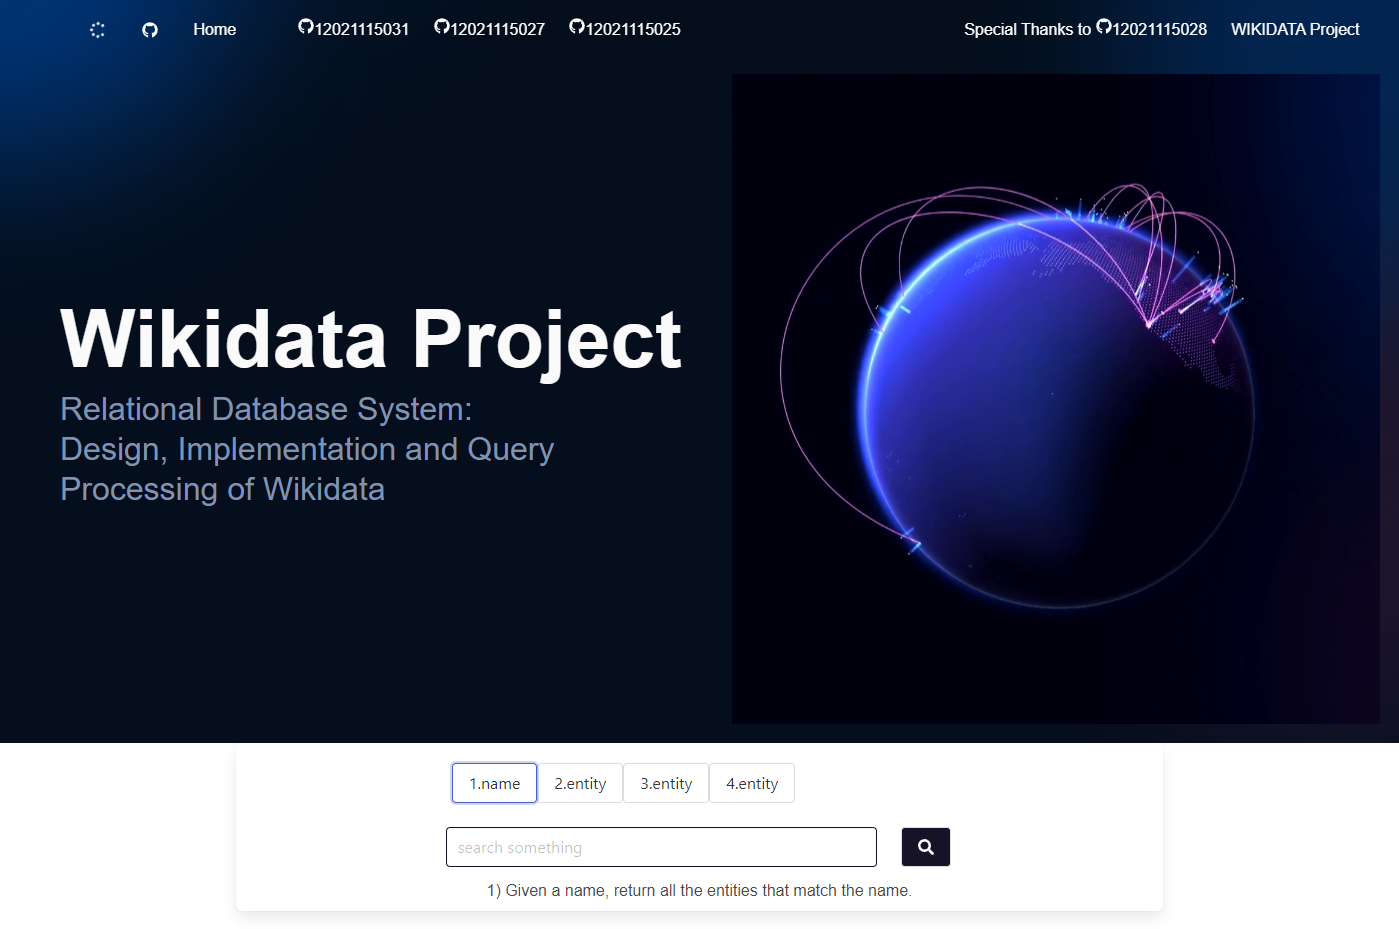 Home 12021115031 12021115027 12021115025 Special Thanks to 12021115028 WIKIDATA Project
Wikidata Project
Relational Database System:
Design, Implementation and Query
Processing of Wikidata
1.name 2.entity 3.entity 4.entity
search something
1) Given a name, return all the entities that match the name.